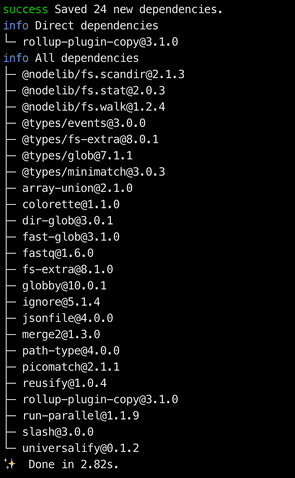 success Saved 24 new dependencies.
info Direct dependencies
└─ rollup-plugin-copy@3.1.0
info All dependencies
├─ @nodelib/fs.scandir@2.1.3
├─ @nodelib/fs.stat@2.0.3
├─ @nodelib/fs.walk@1.2.4
├─ @types/events@3.0.0
├─ @types/fs-extra@8.0.1
├─ @types/glob@7.1.1
├─ @types/minimatch@3.0.3
├─ array-union@2.1.0
├─ colorette@1.1.0
├─ dir-glob@3.0.1
├─ fast-glob@3.1.0
├─ fastq@1.6.0
├─ fs-extra@8.1.0
├─ globby@10.0.1
├─ ignore@5.1.4
├─ jsonfile@4.0.0
├─ merge2@1.3.0
├─ path-type@4.0.0
├─ picomatch@2.1.1
├─ reusify@1.0.4
├─ rollup-plugin-copy@3.1.0
├─ run-parallel@1.1.9
├─ slash@3.0.0
└─ universalify@0.1.2
✨ Done in 2.82s.